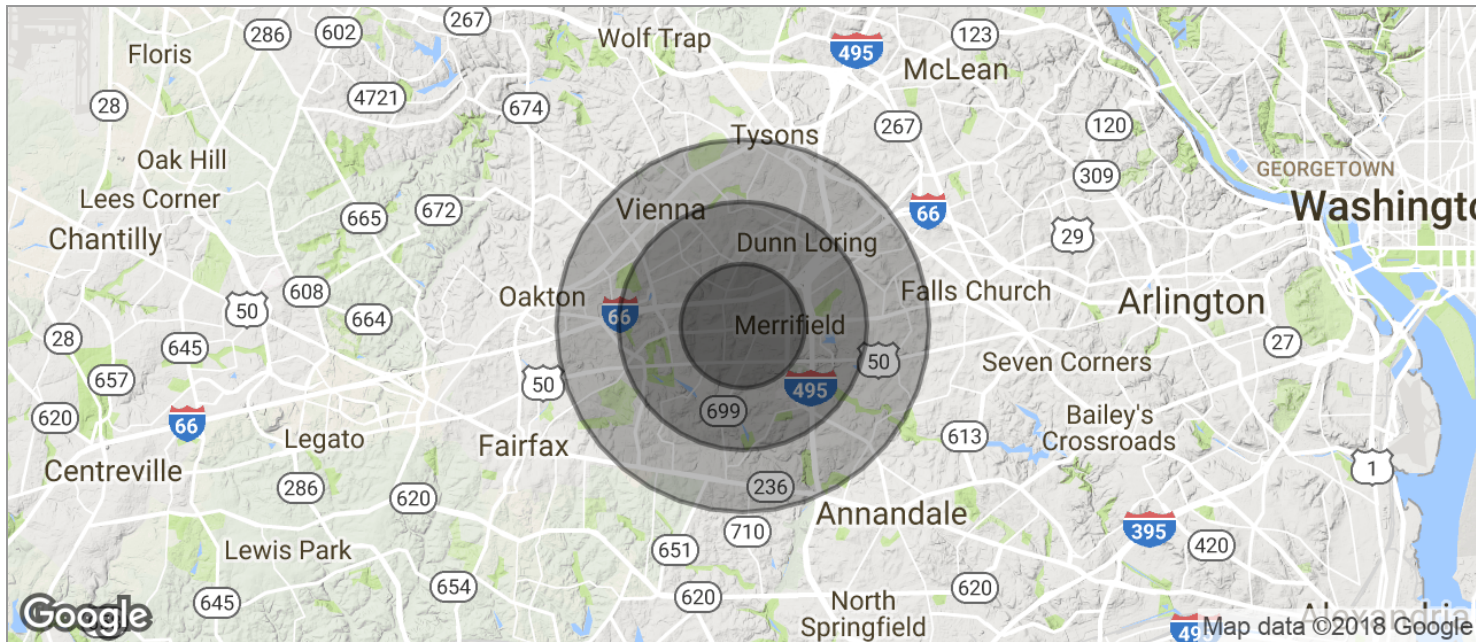 267
286
602
Wolf Trap
495
123
Floris
McLean
4721
28
674
267
120
Tysons
Oak Hill
GEORGETOWN
309
Lees Corner
665
672
Vienna
66
Washingto
Chantilly
Dunn Loring
29
608
Oakton
Falls Church
Arlington
50
664
66
Merrifield
28
645
27
50
Seven Corners
657
50
495
620
699
Bailey's
Crossroads
66
Legato
Fairfax
613
Centreville
1
286
620
236
Annandale
395
710
420
Lewis Park
651
654
620
620
645
North
Springfield
Google
Alexandria
Map data ©2018 Google